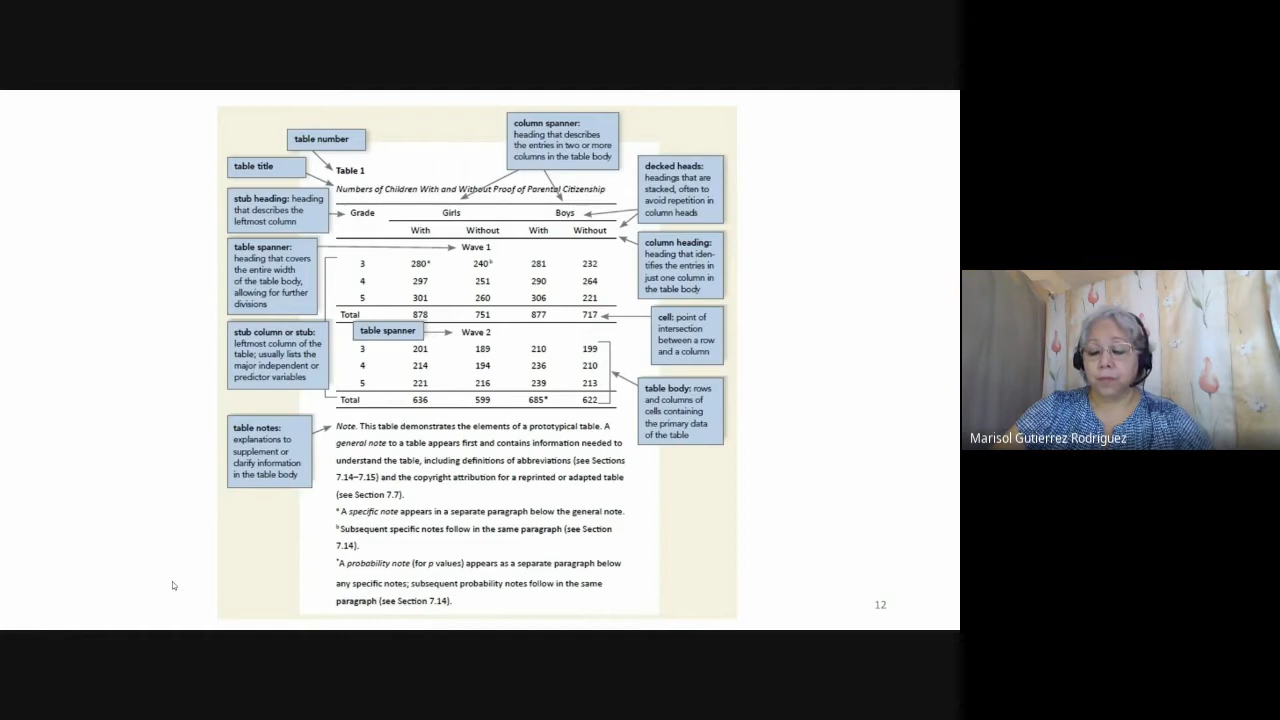 table number
table title
stub heading: heading
that describes the
leftmost column
table spanner:
heading that covers
the entire width
of the table body,
allowing for further
divisions
stub column or stub:
leftmost column of the
table; usually lists the
major independent or
predictor variables
table notes:
explanations to
supplement or
clarify information
in the table body
column spanner:
heading that describes
the entries in two or more
columns in the table body
decked heads:
headings that are
stacked, often to
avoid repetition in
column heads
column heading:
heading that iden-
tifies the entries in
just one column in
the table body
cell: point of
intersection
between a row
and a column
table body: rows
and columns of
cells containing
the primary data
of the table
Table 1
Numbers of Children With and Without Proof of Parental Citizenship
Grade Girls Boys
With Without With Without
Wave 1
3 280ᵃ 240ᵇ 281 232
4 297 251 290 264
5 301 260 306 221
Total 878 751 877 717
table spanner Wave 2
3 201 189 210 199
4 214 194 236 210
5 221 216 239 213
Total 636 599 685* 622
Note. This table demonstrates the elements of a prototypical table. A
general note to a table appears first and contains information needed to
understand the table, including definitions of abbreviations (see Sections
7.14–7.15) and the copyright attribution for a reprinted or adapted table
(see Section 7.7).
ᵃ A specific note appears in a separate paragraph below the general note.
ᵇ Subsequent specific notes follow in the same paragraph (see Section
7.14).
*A probability note (for p values) appears as a separate paragraph below
any specific notes; subsequent probability notes follow in the same
paragraph (see Section 7.14).
12
Marisol Gutierrez Rodriguez